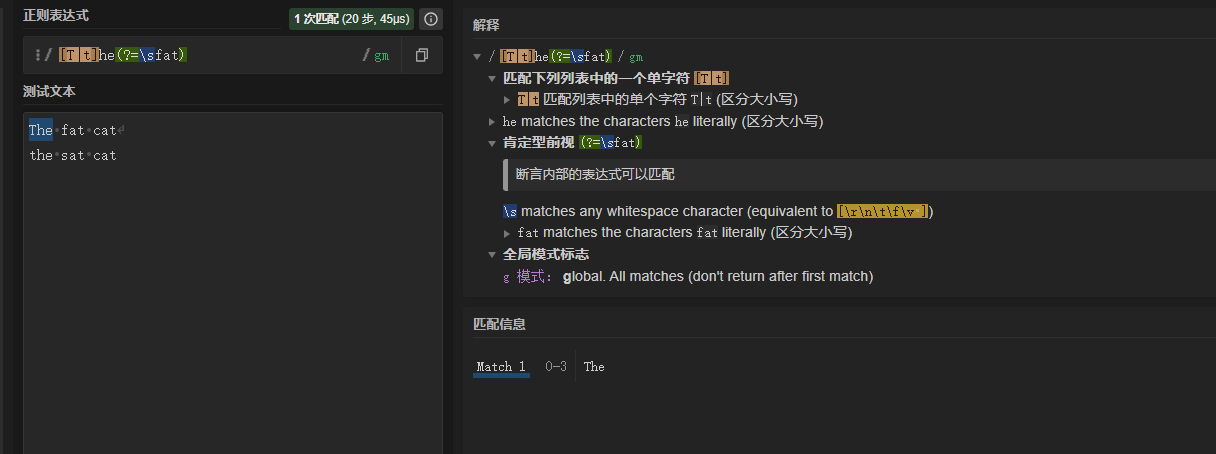 正则表达式
1 次匹配 (20 步, 45μs)
/ [T|t]he(?=\sfat) / gm
测试文本
The fat cat
the sat cat
解释
/ [T|t]he(?=\sfat) / gm
匹配下列列表中的一个单字符 [T|t]
T|t 匹配列表中的单个字符 T|t (区分大小写)
he matches the characters he literally (区分大小写)
肯定型前视 (?=\sfat)
断言内部的表达式可以匹配
\s matches any whitespace character (equivalent to [\r\n\t\f\v ])
fat matches the characters fat literally (区分大小写)
全局模式标志
g 模式: global. All matches (don't return after first match)
匹配信息
Match 1 0-3 The